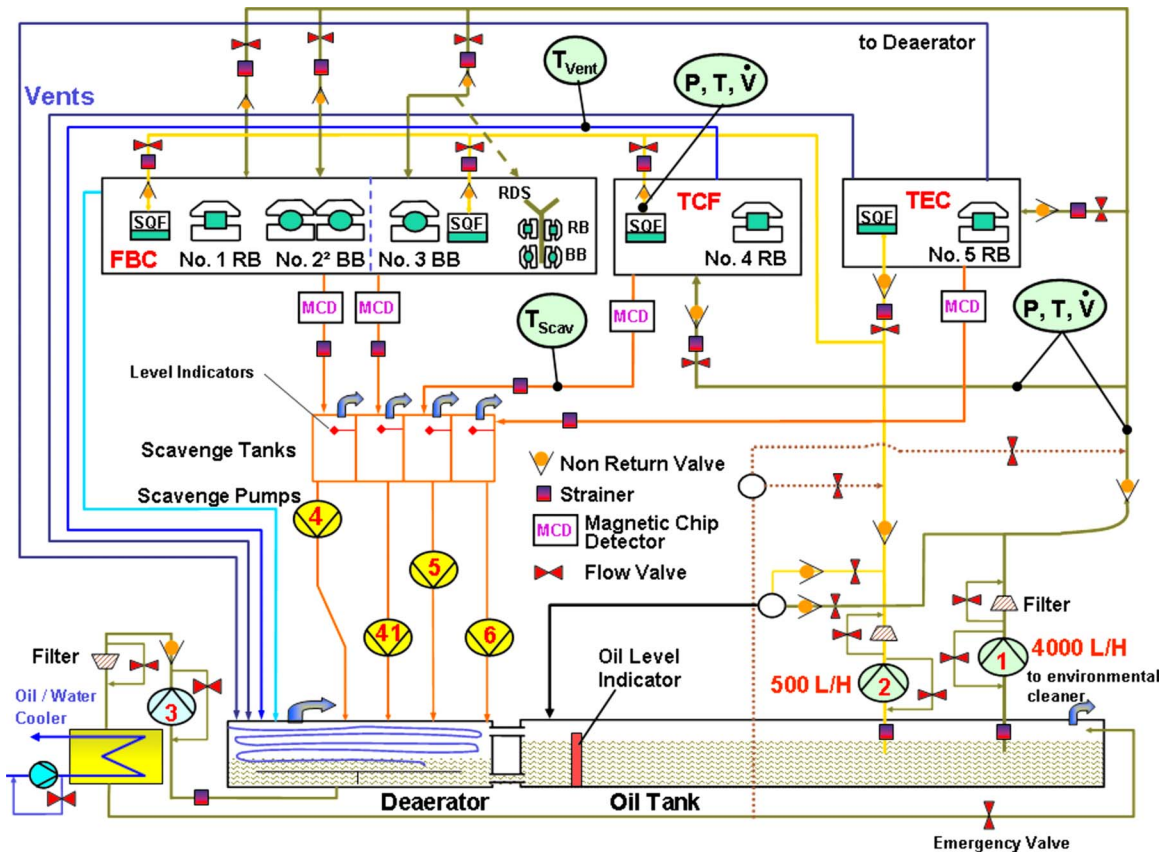 to Deaerator
Vents
T Vent
P, T, V̇
RDS
TCF
TEC
SQF
SQF
SQF
SQF
RB
BB
FBC
No. 1 RB
No. 2² BB
No. 3 BB
No. 4 RB
No. 5 RB
MCD
MCD
MCD
MCD
T Scav
P, T, V̇
Level Indicators
Scavenge Tanks
Scavenge Pumps
4
5
41
6
Non Return Valve
Strainer
MCD
Magnetic Chip
Detector
Flow Valve
Filter
Filter
Oil / Water
Cooler
3
Oil Level
Indicator
500 L/H
2
1
4000 L/H
to environmental
cleaner
Deaerator
Oil Tank
Emergency Valve